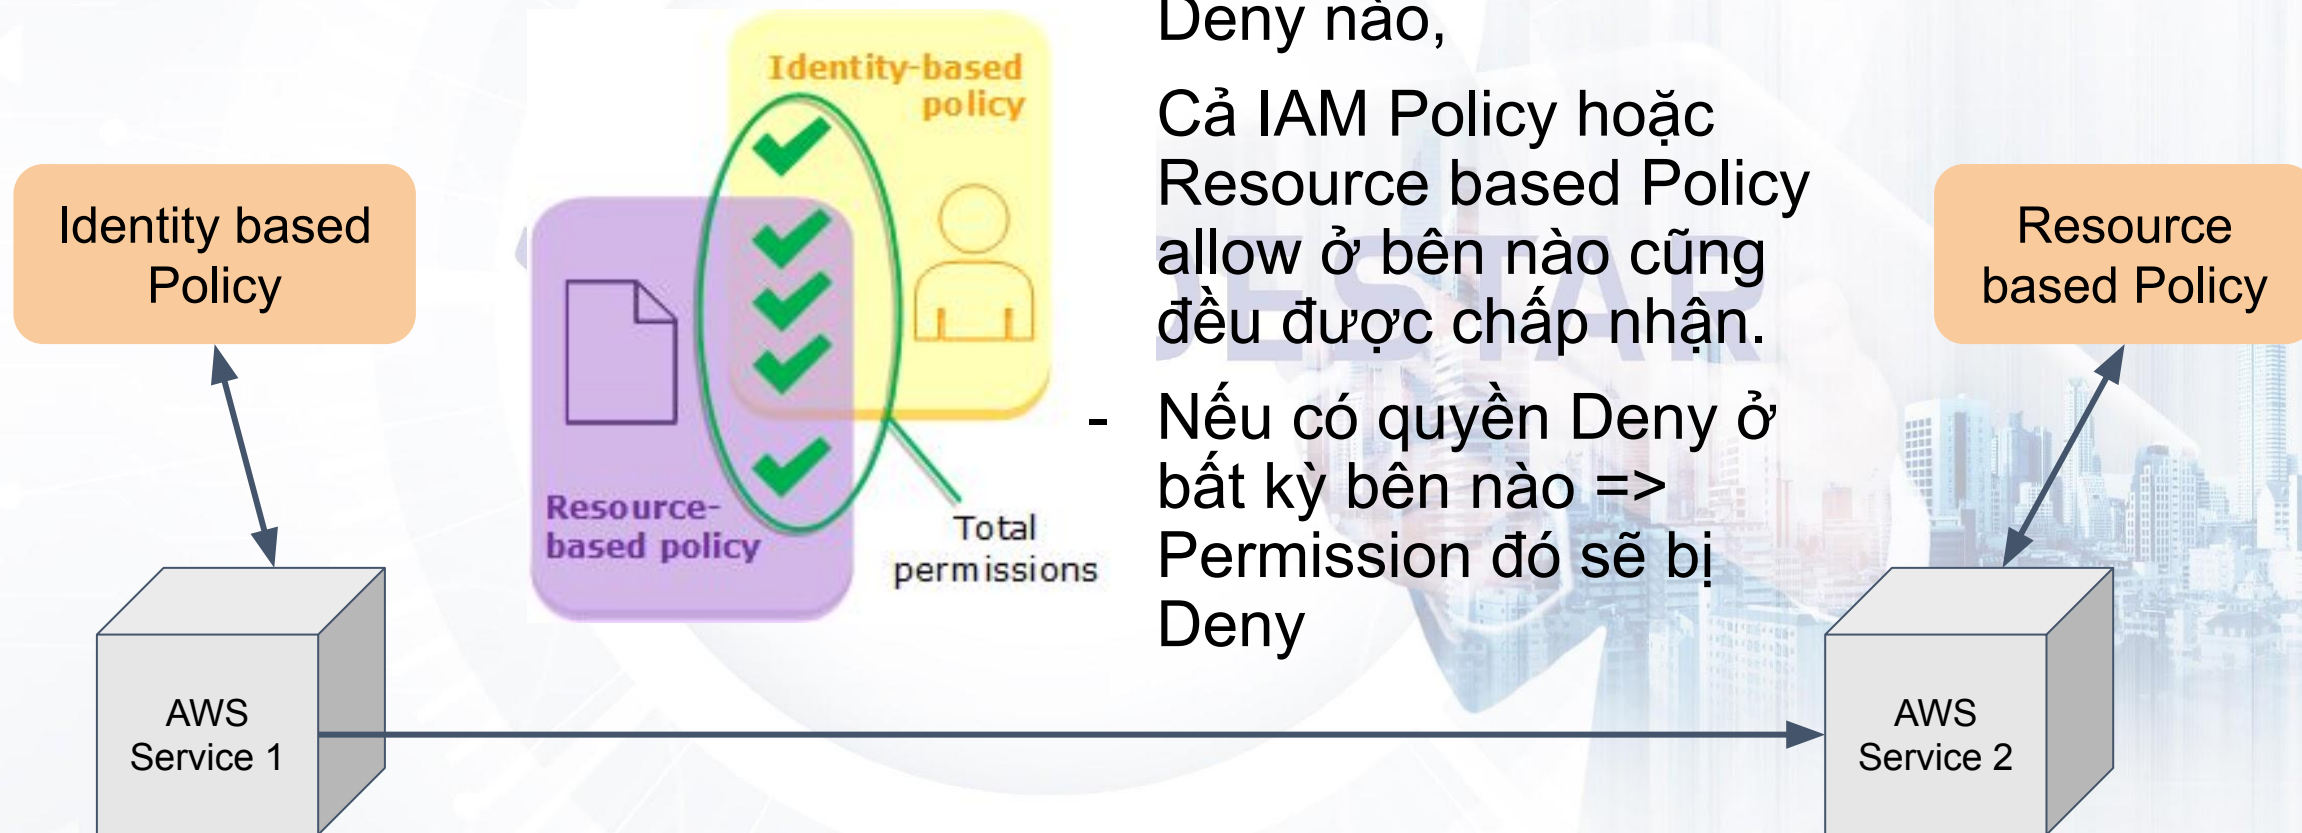 Identity based
Policy
AWS
Service 1
Identity-based
policy
Resource-
based policy
Total
permissions
Deny nào,
Cả IAM Policy hoặc
Resource based Policy
allow ở bên nào cũng
đều được chấp nhận.
- Nếu có quyền Deny ở
bất kỳ bên nào =>
Permission đó sẽ bị
Deny
Resource
based Policy
AWS
Service 2